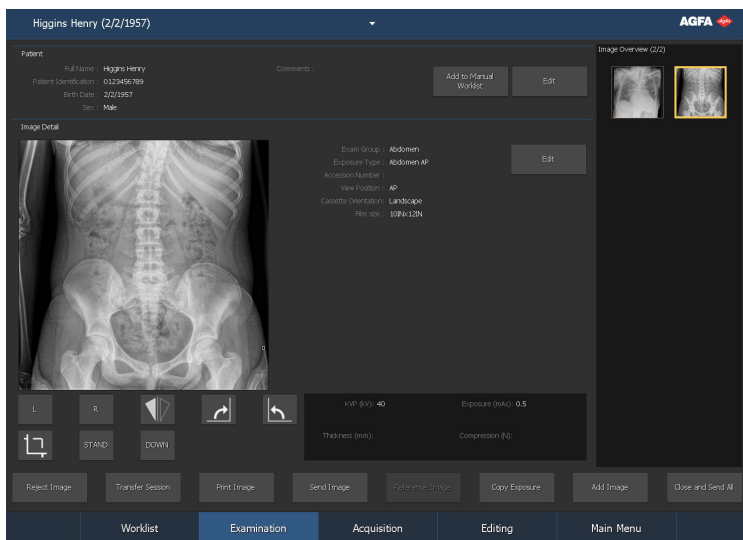 Higgins Henry (2/2/1957)
AGFA
Patient
Full Name : Higgins Henry
Comments :
Patient Identification : 0123456789
Birth Date : 2/2/1957
Sex : Male
Add to Manual
Worklist
Edit
Image Overview (2/2)
Image Detail
Exam Group : Abdomen
Exposure Type : Abdomen AP
Accession Number :
View Position : AP
Cassette Orientation: Landscape
Film size : 10INx12IN
Edit
L
R
STAND
DOWN
KVP (kV): 40
Exposure (mAs): 0.5
Thickness (mm):
Compression (N):
Reject Image
Transfer Session
Print Image
Send Image
Reference Image
Copy Exposure
Add Image
Close and Send All
Worklist
Examination
Acquisition
Editing
Main Menu